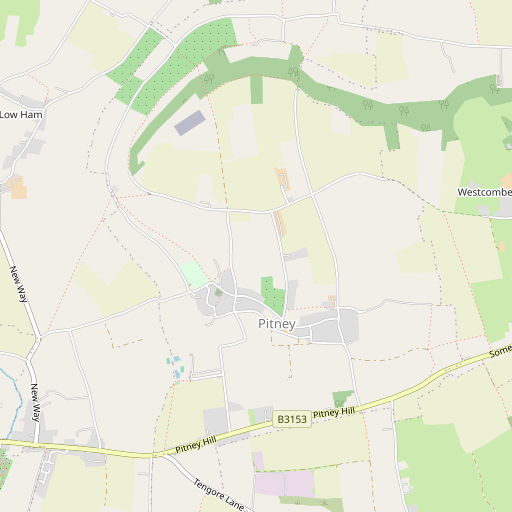 Low Ham
Westcombe
New Way
Pitney
Some
New Way
B3153
Pitney Hill
Pitney Hill
Tengore Lane